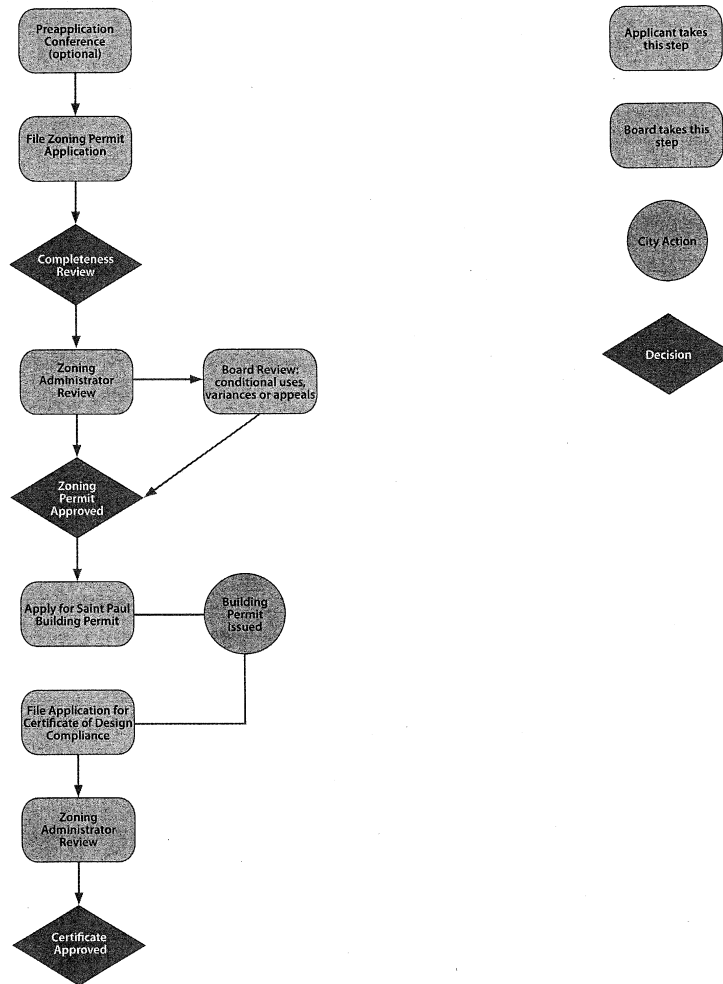 Preapplication
Conference
(optional)
File Zoning Permit
Application
Completeness
Review
Zoning
Administrator
Review
Board Review:
conditional uses,
variances or appeals
Zoning
Permit
Approved
Apply for Saint Paul
Building Permit
Building
Permit
Issued
File Application for
Certificate of Design
Compliance
Zoning
Administrator
Review
Certificate
Approved
Applicant takes
this step
Board takes this
step
City Action
Decision